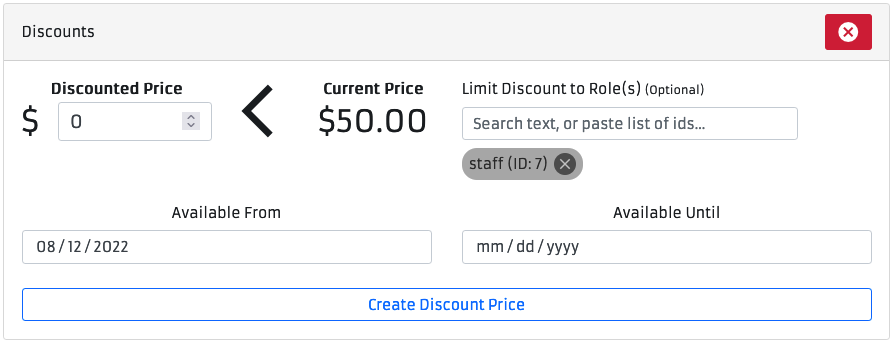 Discounts
Discounted Price
$ 0
Current Price
$50.00
Limit Discount to Role(s) (Optional)
Search text, or paste list of ids...
staff (ID: 7)
Available From
08 / 12 / 2022
Available Until
mm / dd / yyyy
Create Discount Price